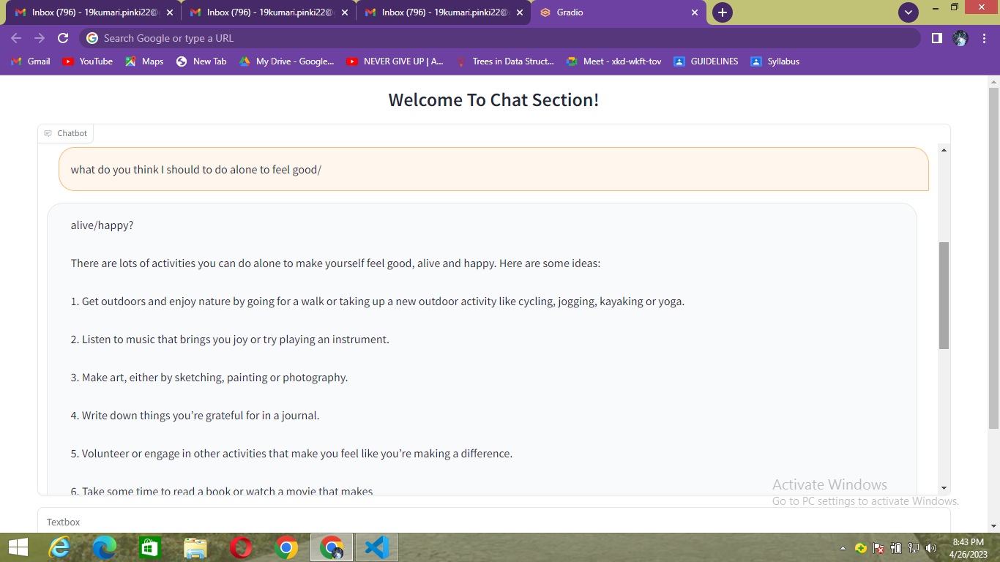 Inbox (796) - 19kumari.pinki22@
Inbox (796) - 19kumari.pinki22@
Inbox (796) - 19kumari.pinki22@
Gradio
Search Google or type a URL
Gmail
YouTube
Maps
New Tab
My Drive - Google...
NEVER GIVE UP | A...
Trees in Data Struct...
Meet - xkd-wkft-tov
GUIDELINES
Syllabus
Welcome To Chat Section!
Chatbot
what do you think I should to do alone to feel good/
alive/happy?
There are lots of activities you can do alone to make yourself feel good, alive and happy. Here are some ideas:
1. Get outdoors and enjoy nature by going for a walk or taking up a new outdoor activity like cycling, jogging, kayaking or yoga.
2. Listen to music that brings you joy or try playing an instrument.
3. Make art, either by sketching, painting or photography.
4. Write down things you’re grateful for in a journal.
5. Volunteer or engage in other activities that make you feel like you’re making a difference.
6. Take some time to read a book or watch a movie that makes
Activate Windows
Go to PC settings to activate Windows.
Textbox
8:43 PM
4/26/2023